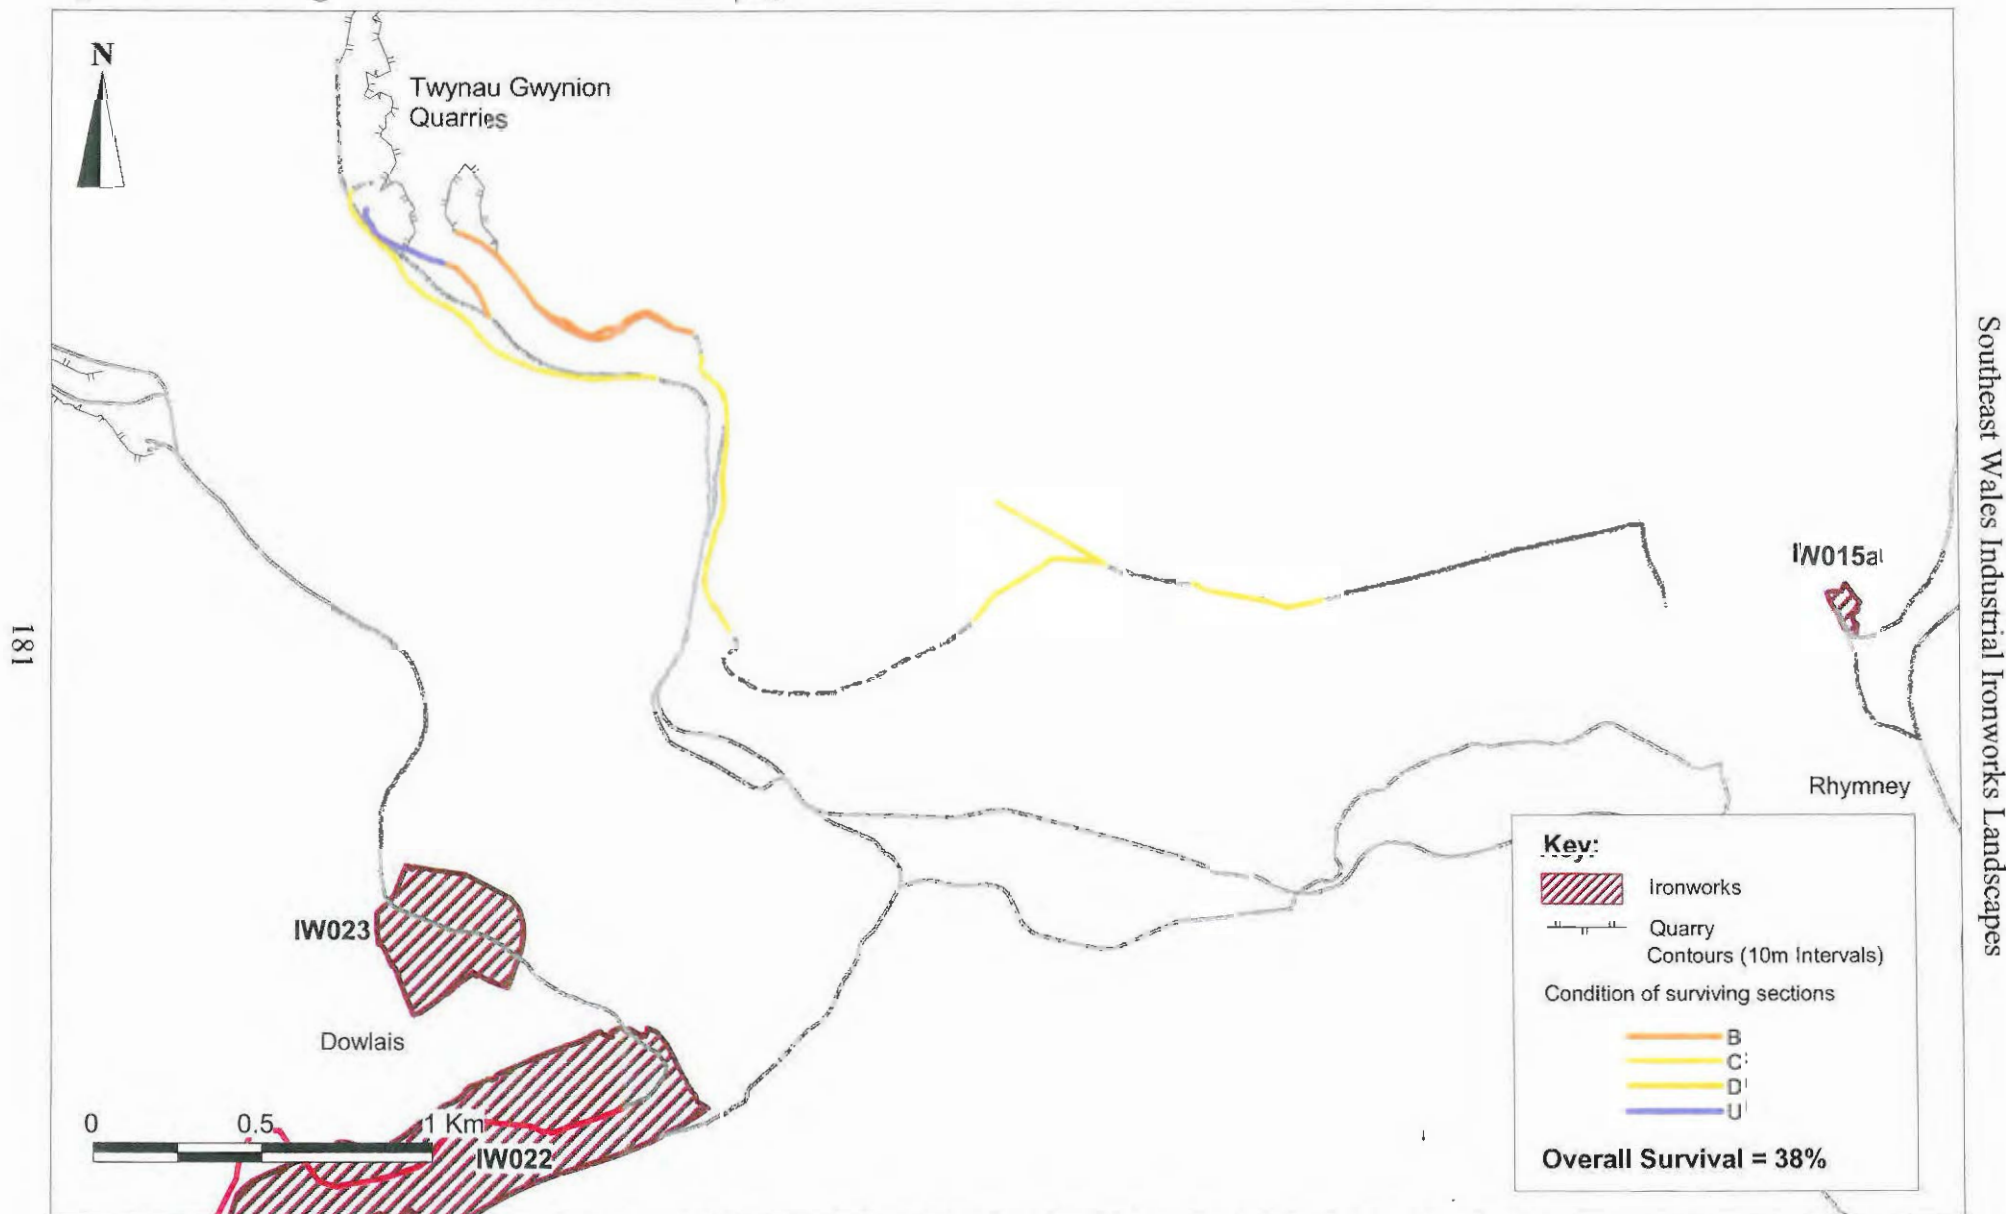 N
Twynau Gwynion
Quarries
IW015a
Rhymney
IW023
Dowlais
0 0.5 1 Km
IW022
Key:
Ironworks
Quarry
Contours (10m Intervals)
Condition of surviving sections
B
C
D
U
Overall Survival = 38%
181
Southeast Wales Industrial Ironworks Landscapes